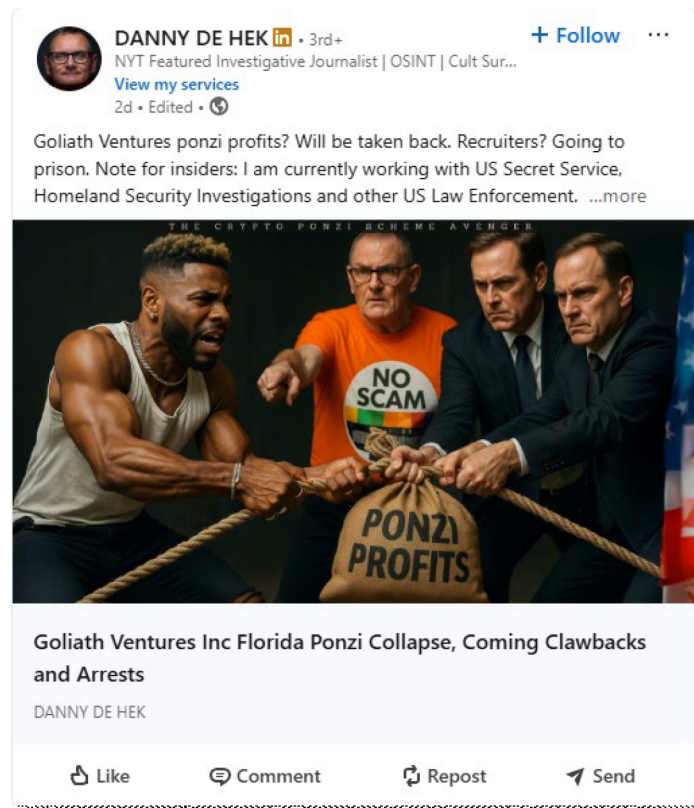 DANNY DE HEK in • 3rd+
+ Follow ...
NYT Featured Investigative Journalist | OSINT | Cult Sur...
View my services
2d • Edited •
Goliath Ventures ponzi profits? Will be taken back. Recruiters? Going to
prison. Note for insiders: I am currently working with US Secret Service,
Homeland Security Investigations and other US Law Enforcement. ...more
THE CRYPTO PONZI SCHEME AVENGER
NO
SCAM
PONZI
PROFITS
Goliath Ventures Inc Florida Ponzi Collapse, Coming Clawbacks
and Arrests
DANNY DE HEK
Like Comment Repost Send